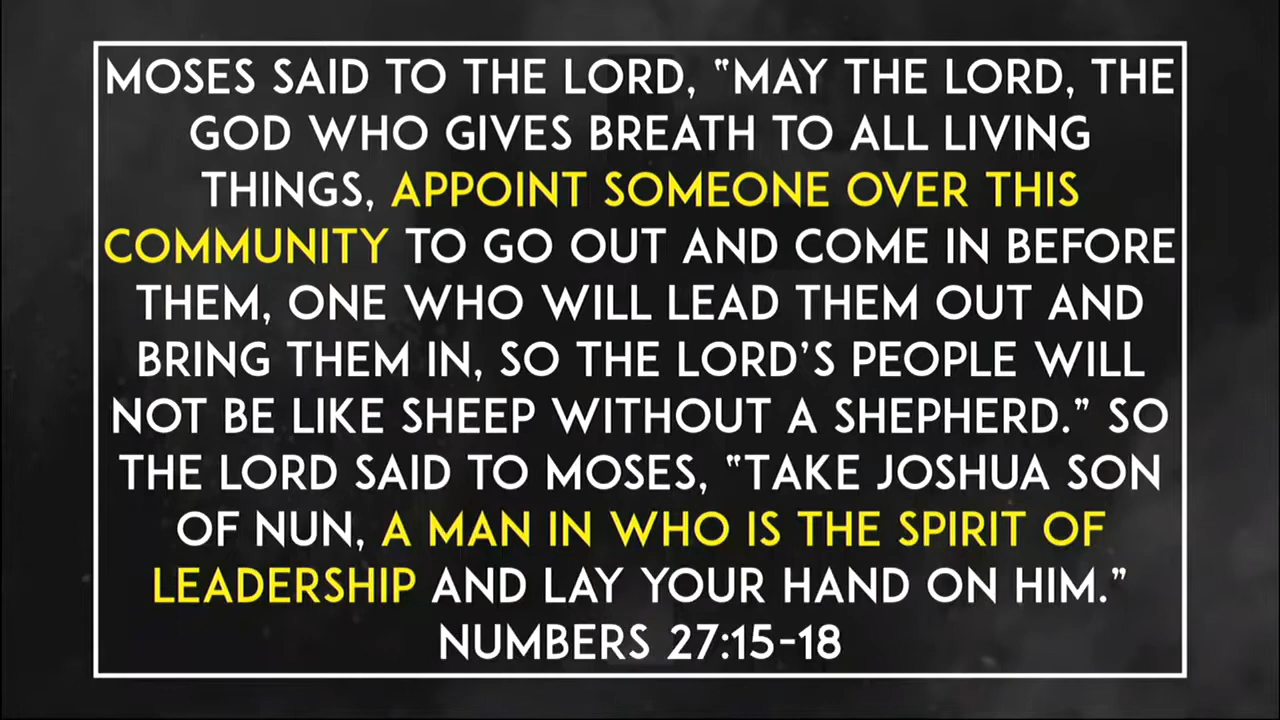 MOSES SAID TO THE LORD, "MAY THE LORD, THE
GOD WHO GIVES BREATH TO ALL LIVING
THINGS, APPOINT SOMEONE OVER THIS
COMMUNITY TO GO OUT AND COME IN BEFORE
THEM, ONE WHO WILL LEAD THEM OUT AND
BRING THEM IN, SO THE LORD'S PEOPLE WILL
NOT BE LIKE SHEEP WITHOUT A SHEPHERD." SO
THE LORD SAID TO MOSES, "TAKE JOSHUA SON
OF NUN, A MAN IN WHO IS THE SPIRIT OF
LEADERSHIP AND LAY YOUR HAND ON HIM."
NUMBERS 27:15-18